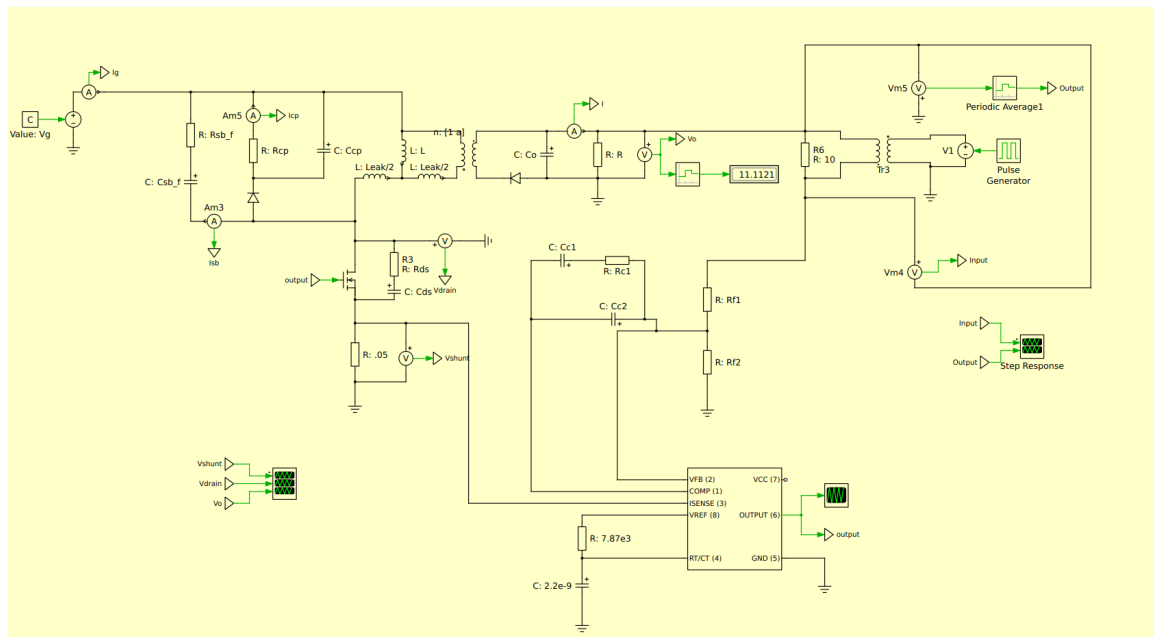 Ig
C
Value: Vg
A
Am5
A
Icp
R: Rsb_f
R: Rcp
C: Ccp
C: Csb_f
Am3
A
Isb
L: L
L: Leak/2
L: Leak/2
n: [1 a]
C: Co
A
I
R: R
V
Vo
11.1121
Vm5
V
Periodic Average1
Output
R6
R: 10
Tr3
V1
Pulse
Generator
Vm4
V
Input
output
R3
R: Rds
C: Cds
V
Vdrain
R: .05
V
Vshunt
C: Cc1
R: Rc1
C: Cc2
R: Rf1
R: Rf2
Input
Output
Step Response
Vshunt
Vdrain
Vo
VFB (2)
COMP (1)
ISENSE (3)
VREF (8)
RT/CT (4)
VCC (7)
OUTPUT (6)
GND (5)
output
R: 7.87e3
C: 2.2e-9